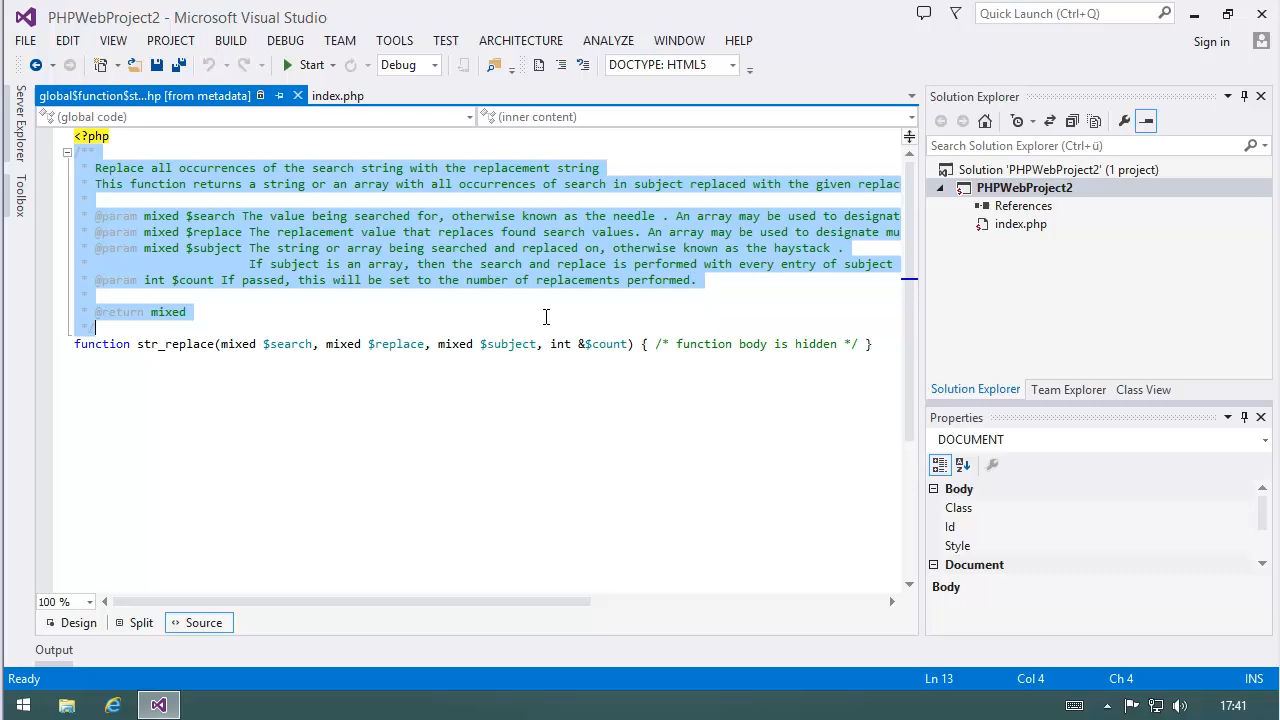 PHPWebProject2 - Microsoft Visual Studio
Quick Launch (Ctrl+Q)
FILE EDIT VIEW PROJECT BUILD DEBUG TEAM TOOLS TEST ARCHITECTURE ANALYZE WINDOW HELP
Sign in
Start Debug DOCTYPE: HTML5
Server Explorer
Toolbox
global$function$st...hp [from metadata] index.php
(global code) (inner content)
<?php
/**
 * Replace all occurrences of the search string with the replacement string
 * This function returns a string or an array with all occurrences of search in subject replaced with the given replac
 *
 * @param mixed $search The value being searched for, otherwise known as the needle . An array may be used to designat
 * @param mixed $replace The replacement value that replaces found search values. An array may be used to designate mu
 * @param mixed $subject The string or array being searched and replaced on, otherwise known as the haystack .
 *                       If subject is an array, then the search and replace is performed with every entry of subject
 * @param int $count If passed, this will be set to the number of replacements performed.
 *
 * @return mixed
 */
function str_replace(mixed $search, mixed $replace, mixed $subject, int &$count) { /* function body is hidden */ }
100 %
Design Split Source
Output
Solution Explorer
Search Solution Explorer (Ctrl+ü)
Solution 'PHPWebProject2' (1 project)
PHPWebProject2
References
index.php
Solution Explorer Team Explorer Class View
Properties
DOCUMENT
Body
Class
Id
Style
Document
Body
Ready Ln 13 Col 4 Ch 4 INS
17:41